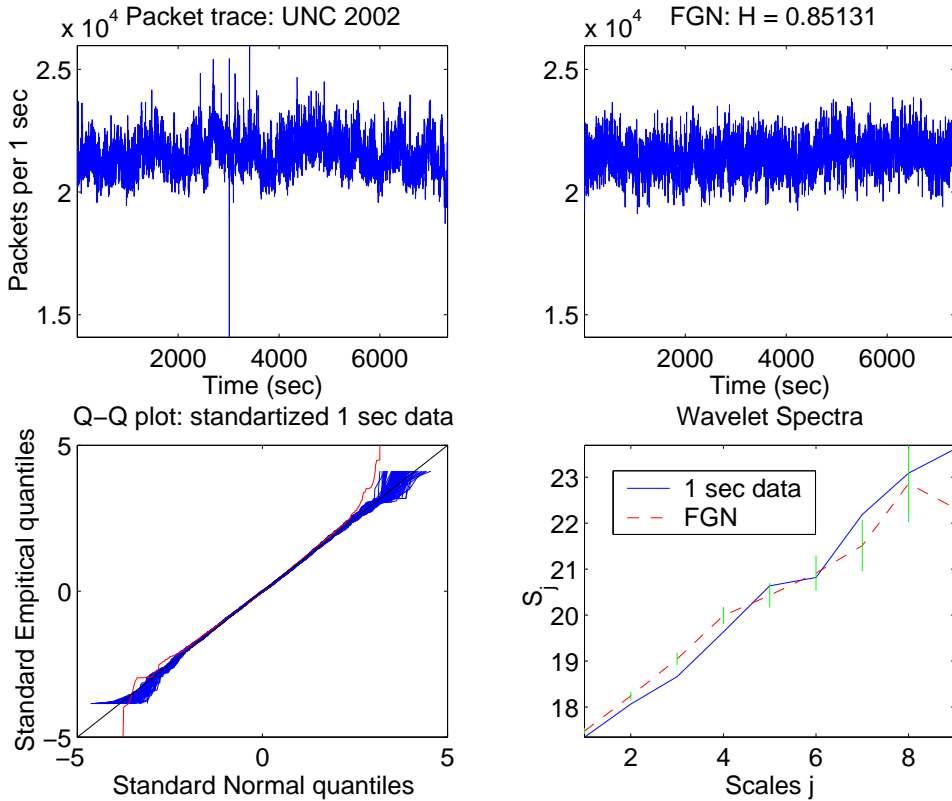 x 10^4 Packet trace: UNC 2002
2.5
2
1.5
Packets per 1 sec
2000 4000 6000
Time (sec)
x 10^4 FGN: H = 0.85131
2.5
2
1.5
2000 4000 6000
Time (sec)
Q−Q plot: standartized 1 sec data
5
0
−5
Standard Empitical quantiles
−5 0 5
Standard Normal quantiles
Wavelet Spectra
23
22
21
20
19
18
S_j
1 sec data
FGN
2 4 6 8
Scales j